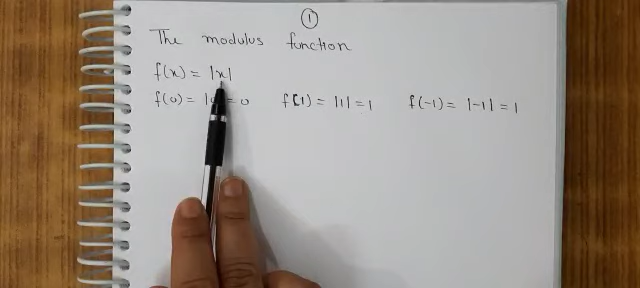 ①
The modulus function
f(x) = |x|
f(0) = |0| = 0 f(1) = |1| = 1 f(-1) = |-1| = 1